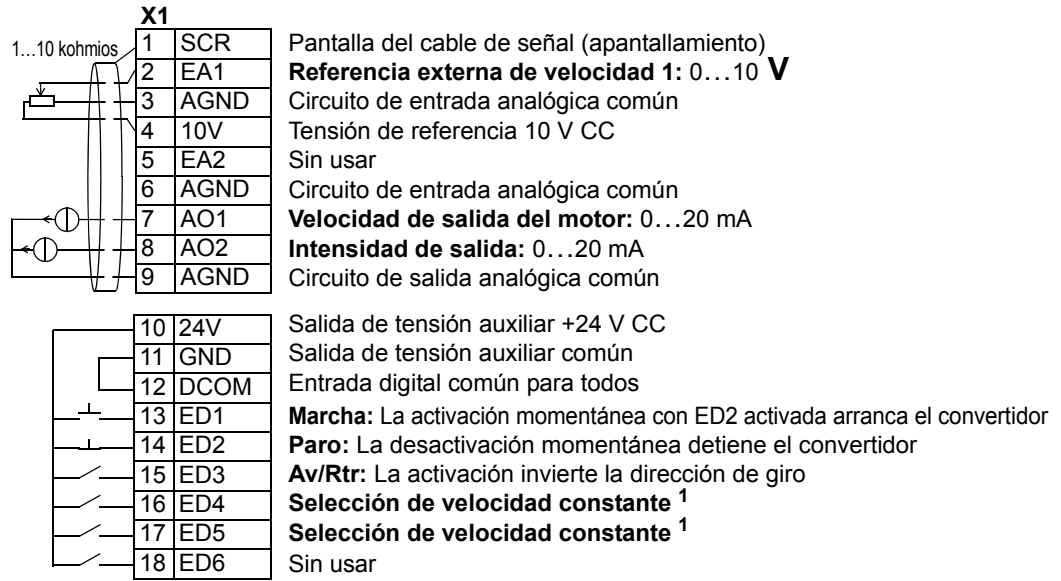 X1
1…10 kohmios
1 SCR Pantalla del cable de señal (apantallamiento)
2 EA1 Referencia externa de velocidad 1: 0…10 V
3 AGND Circuito de entrada analógica común
4 10V Tensión de referencia 10 V CC
5 EA2 Sin usar
6 AGND Circuito de entrada analógica común
7 AO1 Velocidad de salida del motor: 0…20 mA
8 AO2 Intensidad de salida: 0…20 mA
9 AGND Circuito de salida analógica común
10 24V Salida de tensión auxiliar +24 V CC
11 GND Salida de tensión auxiliar común
12 DCOM Entrada digital común para todos
13 ED1 Marcha: La activación momentánea con ED2 activada arranca el convertidor
14 ED2 Paro: La desactivación momentánea detiene el convertidor
15 ED3 Av/Rtr: La activación invierte la dirección de giro
16 ED4 Selección de velocidad constante 1
17 ED5 Selección de velocidad constante 1
18 ED6 Sin usar